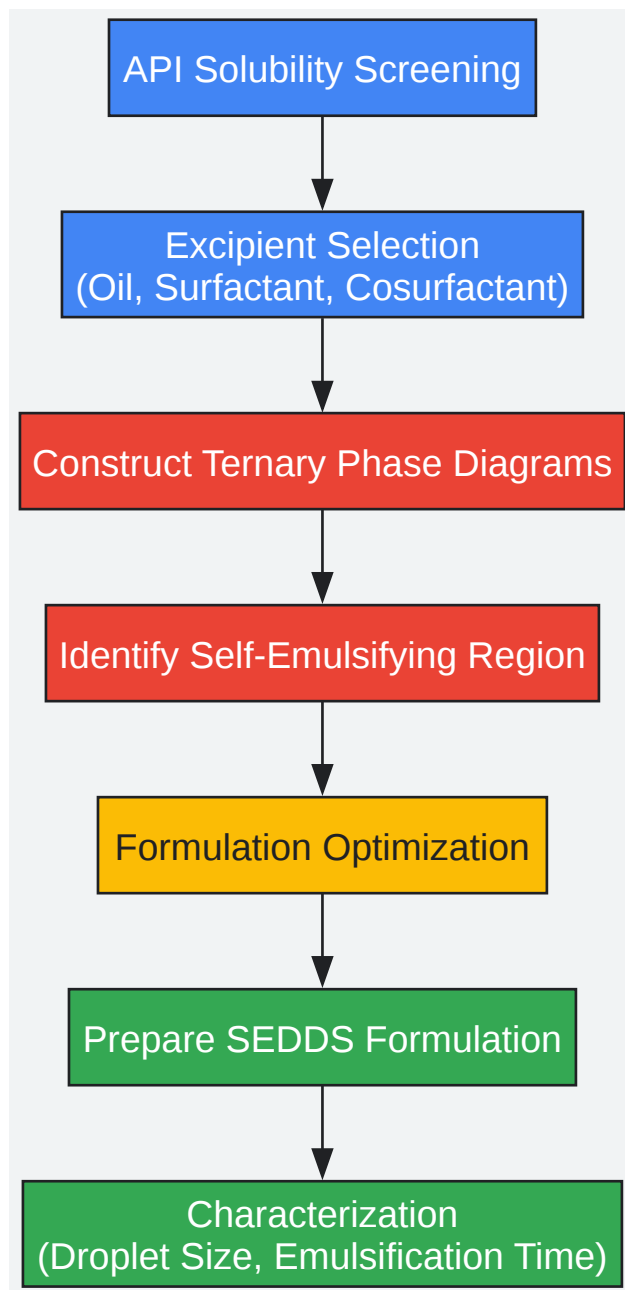 API Solubility Screening
Excipient Selection
(Oil, Surfactant, Cosurfactant)
Construct Ternary Phase Diagrams
Identify Self-Emulsifying Region
Formulation Optimization
Prepare SEDDS Formulation
Characterization
(Droplet Size, Emulsification Time)